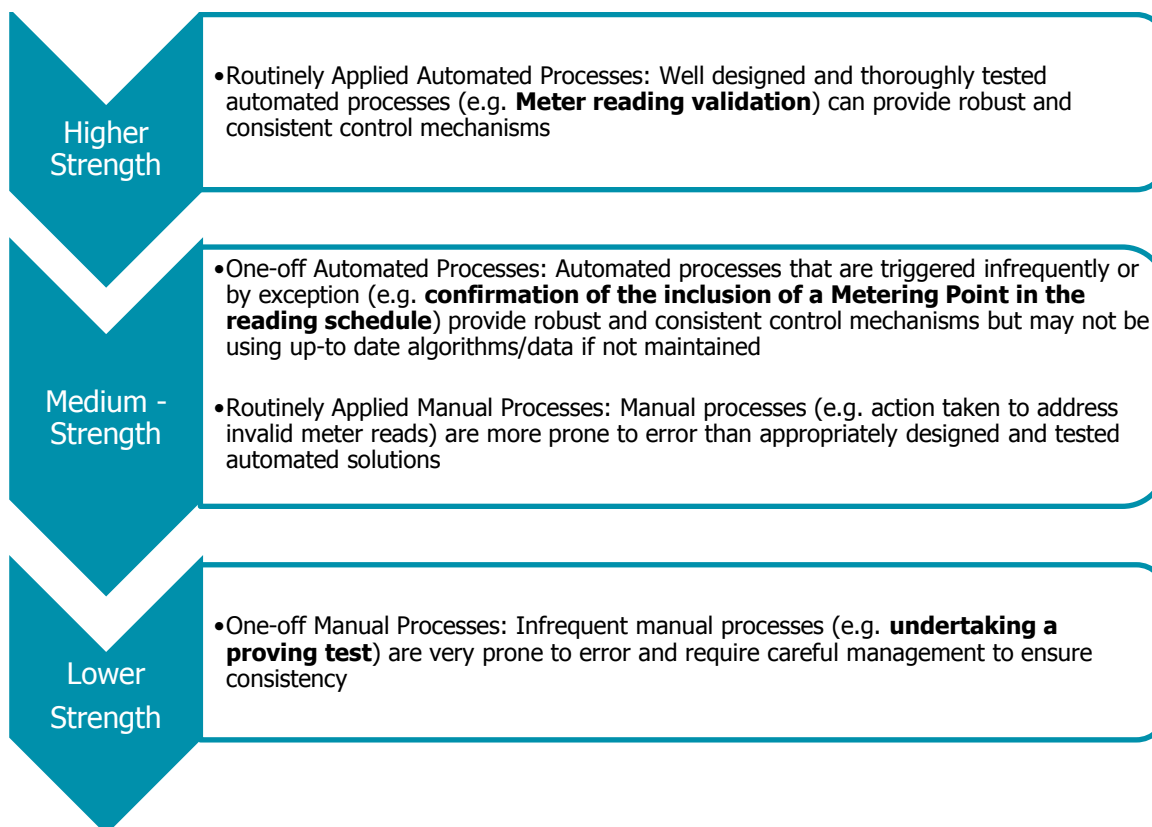 Higher
Strength
•Routinely Applied Automated Processes: Well designed and thoroughly tested
automated processes (e.g. Meter reading validation) can provide robust and
consistent control mechanisms
Medium -
Strength
•One-off Automated Processes: Automated processes that are triggered infrequently or
by exception (e.g. confirmation of the inclusion of a Metering Point in the
reading schedule) provide robust and consistent control mechanisms but may not be
using up-to date algorithms/data if not maintained
•Routinely Applied Manual Processes: Manual processes (e.g. action taken to address
invalid meter reads) are more prone to error than appropriately designed and tested
automated solutions
Lower
Strength
•One-off Manual Processes: Infrequent manual processes (e.g. undertaking a
proving test) are very prone to error and require careful management to ensure
consistency